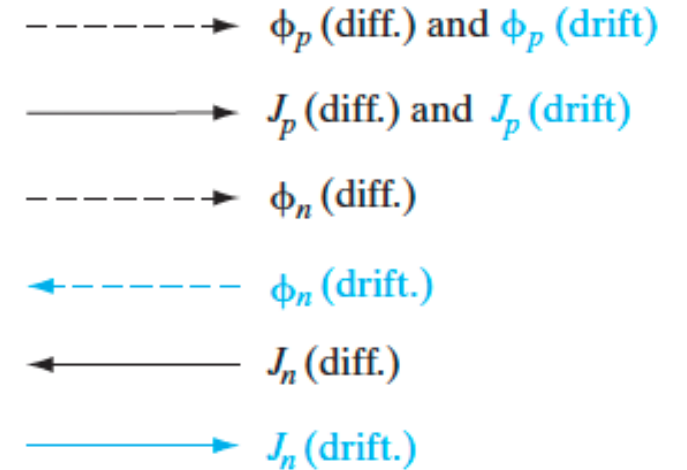 ϕp (diff.) and ϕp (drift)
Jp (diff.) and Jp (drift)
ϕn (diff.)
ϕn (drift.)
Jn (diff.)
Jn (drift.)